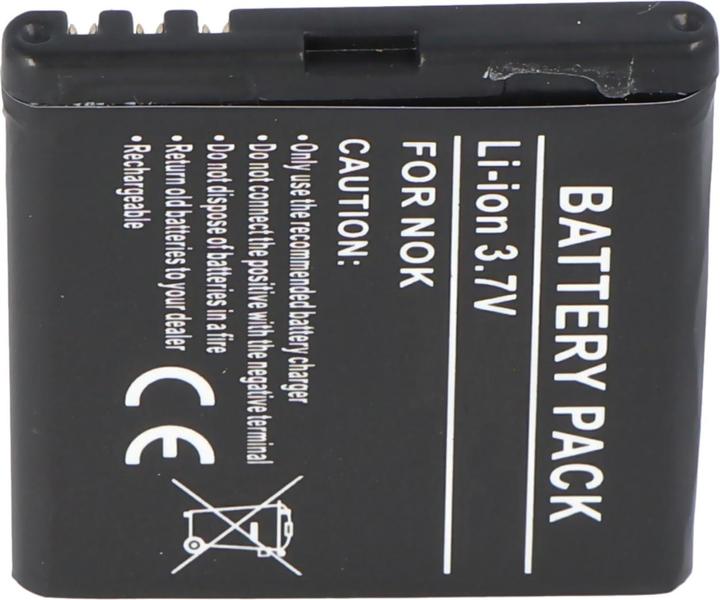 BATTERY PACK
Li-ion 3.7V
FOR NOK
CAUTION:
•Only use the recommended battery charger
•Do not connect the positive with the negative terminal
•Do not dispose of batteries in a fire
•Return old batteries to your dealer
•Rechargeable
CE